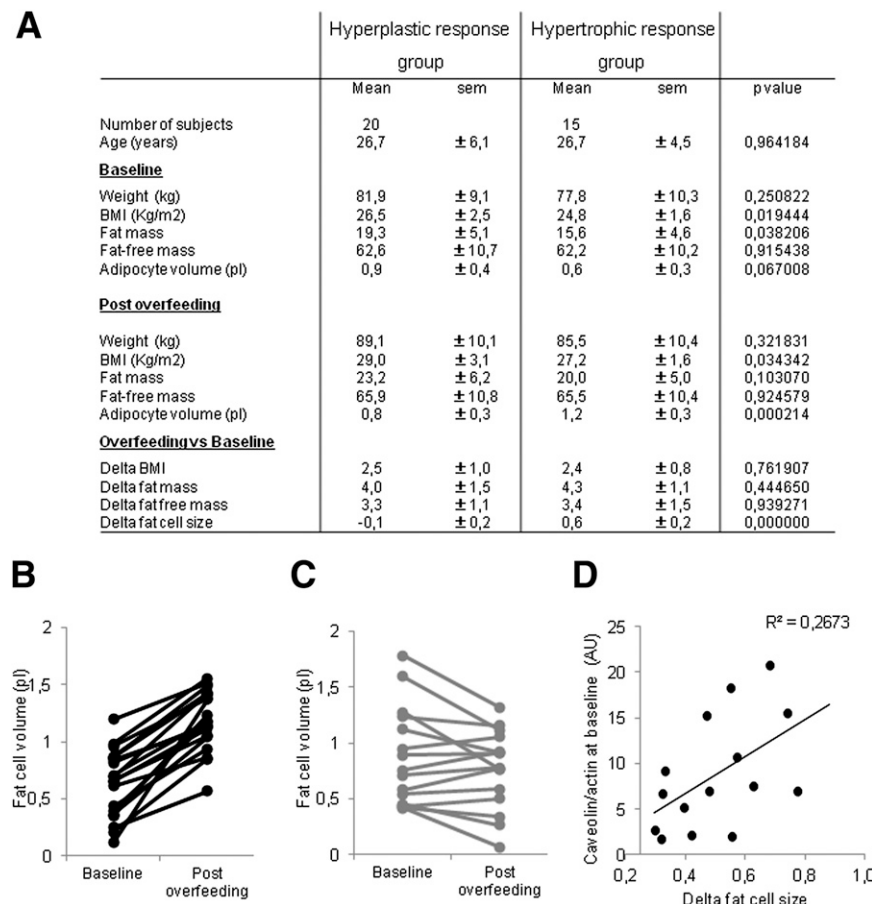 A
Hyperplastic response group Hypertrophic response group
Mean sem Mean sem p value
Number of subjects 20 15
Age (years) 26,7 ± 6,1 26,7 ± 4,5 0,964184
Baseline
Weight (kg) 81,9 ± 9,1 77,8 ± 10,3 0,250822
BMI (Kg/m2) 26,5 ± 2,5 24,8 ± 1,6 0,019444
Fat mass 19,3 ± 5,1 15,6 ± 4,6 0,038206
Fat-free mass 62,6 ± 10,7 62,2 ± 10,2 0,915438
Adipocyte volume (pl) 0,9 ± 0,4 0,6 ± 0,3 0,067008
Post overfeeding
Weight (kg) 89,1 ± 10,1 85,5 ± 10,4 0,321831
BMI (Kg/m2) 29,0 ± 3,1 27,2 ± 1,6 0,034342
Fat mass 23,2 ± 6,2 20,0 ± 5,0 0,103070
Fat-free mass 65,9 ± 10,8 65,5 ± 10,4 0,924579
Adipocyte volume (pl) 0,8 ± 0,3 1,2 ± 0,3 0,000214
Overfeeding vs Baseline
Delta BMI 2,5 ± 1,0 2,4 ± 0,8 0,761907
Delta fat mass 4,0 ± 1,5 4,3 ± 1,1 0,444650
Delta fat free mass 3,3 ± 1,1 3,4 ± 1,5 0,939271
Delta fat cell size -0,1 ± 0,2 0,6 ± 0,2 0,000000
B
Fat cell volume (pl)
2
1,5
1
0,5
0
Baseline Post overfeeding
C
Fat cell volume (pl)
2
1,5
1
0,5
0
Baseline Post overfeeding
D
R² = 0,2673
Caveolin/actin at baseline (AU)
25
20
15
10
5
0
0,2 0,4 0,6 0,8 1,0
Delta fat cell size